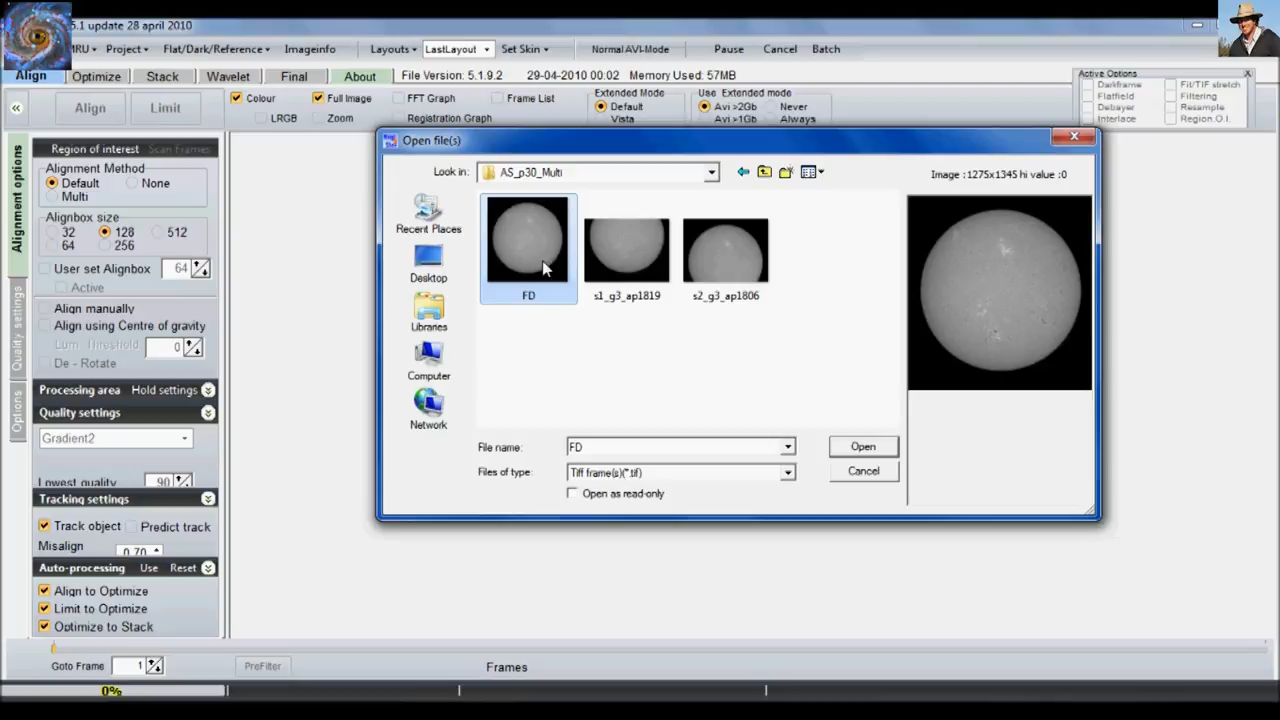 5.1 update 28 april 2010
MRU Project Flat/Dark/Reference Imageinfo Layouts LastLayout Set Skin Normal AVI-Mode Pause Cancel Batch
Align Optimize Stack Wavelet Final About File Version: 5.1.9.2 29-04-2010 00:02 Memory Used: 57MB
Active Options
Darkframe Fit/TIF stretch
Flatfield Filtering
Debayer Resample
Interlace Region.O.I.
« Align Limit
Colour Full Image FFT Graph Frame List
LRGB Zoom Registration Graph
Extended Mode
Default
Vista
Use Extended mode
Avi >2Gb Never
Avi >1Gb Always
Alignment options
Quality settings
Options
Region of interest Scan Frames
Alignment Method
Default None
Multi
Alignbox size
32 128 512
64 256
User set Alignbox 64
Active
Align manually
Align using Centre of gravity
Lum Threshold 0
De - Rotate
Processing area Hold settings
Quality settings
Gradient2
Lowest quality 90
Tracking settings
Track object Predict track
Misalign 0.70
Auto-processing Use Reset
Align to Optimize
Limit to Optimize
Optimize to Stack
Open file(s)
Look in: AS_p30_Multi
Image :1275x1345 hi value :0
Recent Places
Desktop
Libraries
Computer
Network
FD s1_g3_ap1819 s2_g3_ap1806
File name: FD Open
Files of type: Tiff frame(s)(*.tif) Cancel
Open as read-only
Goto Frame 1 PreFilter Frames
0%